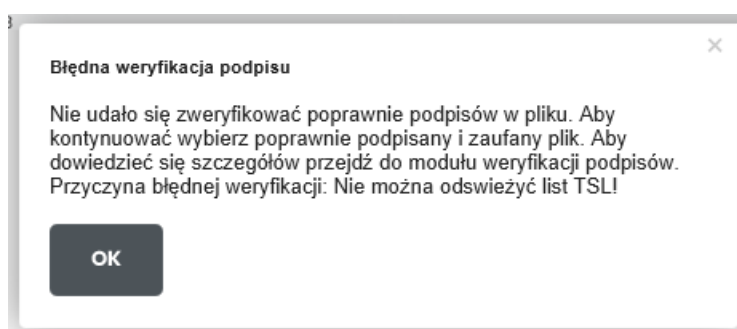 Błędna weryfikacja podpisu
Nie udało się zweryfikować poprawnie podpisów w pliku. Aby
kontynuować wybierz poprawnie podpisany i zaufany plik. Aby
dowiedzieć się szczegółów przejdź do modułu weryfikacji podpisów.
Przyczyna błędnej weryfikacji: Nie można odswieżyć list TSL!
OK